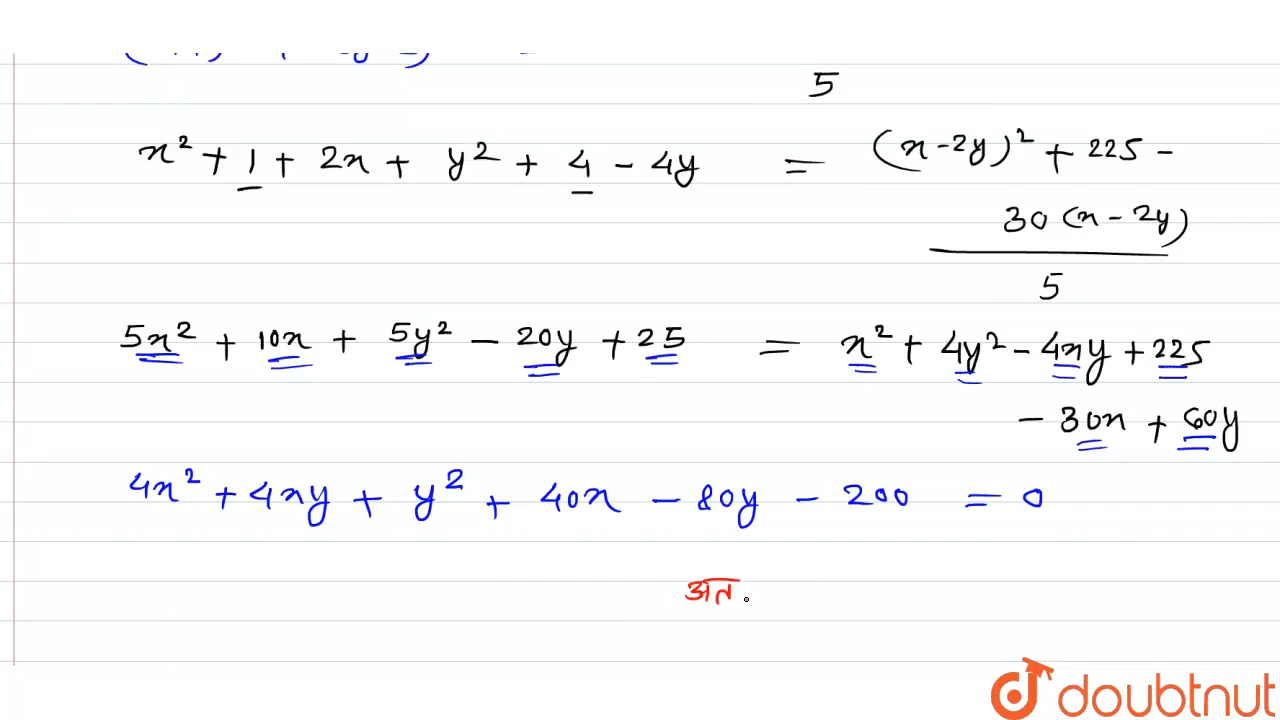 5
x² + 1 + 2x + y² + 4 - 4y = (x-2y)² + 225 -
30(x-2y)
5
5x² + 10x + 5y² - 20y + 25 = x² + 4y² - 4xy + 225
- 30x + 60y
4x² + 4xy + y² + 40x - 80y - 200 = 0
अत
doubtnut